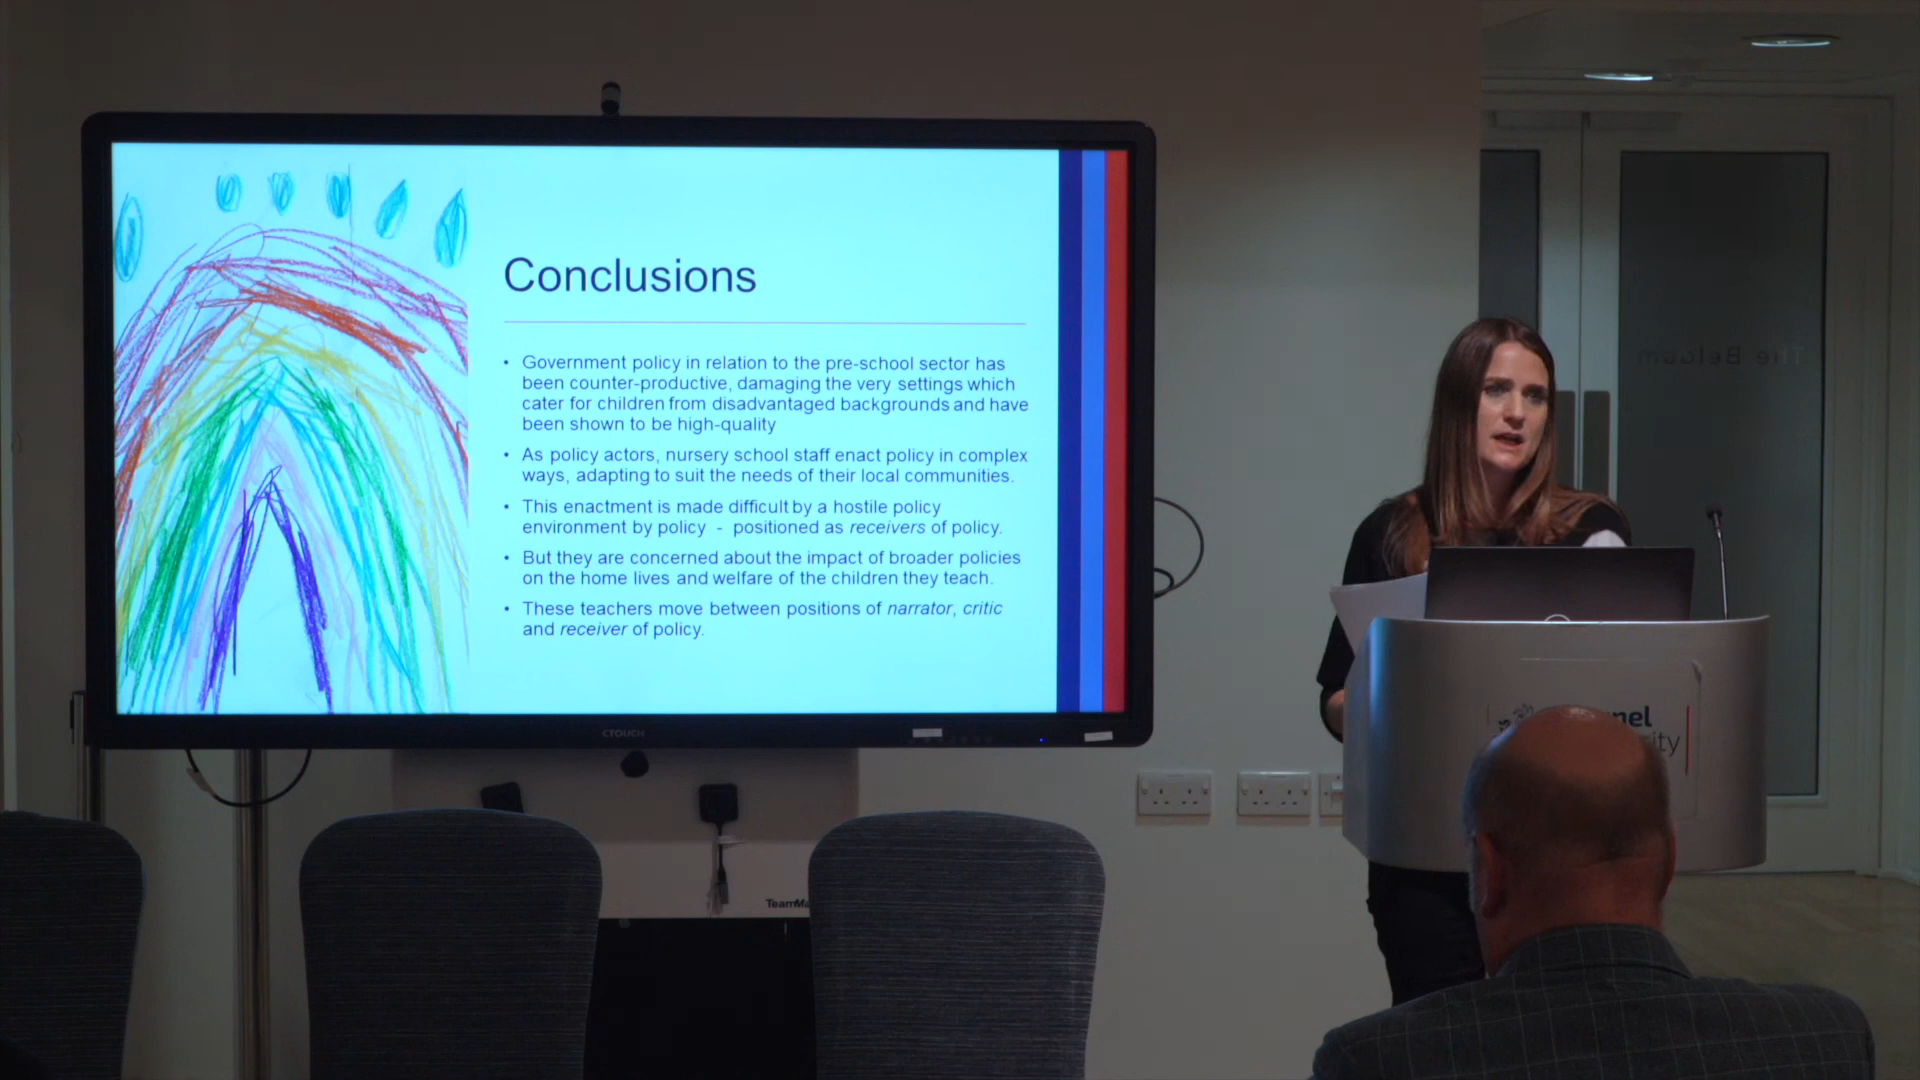 Conclusions
• Government policy in relation to the pre-school sector has
been counter-productive, damaging the very settings which
cater for children from disadvantaged backgrounds and have
been shown to be high-quality
• As policy actors, nursery school staff enact policy in complex
ways, adapting to suit the needs of their local communities.
• This enactment is made difficult by a hostile policy
environment by policy - positioned as receivers of policy.
• But they are concerned about the impact of broader policies
on the home lives and welfare of the children they teach.
• These teachers move between positions of narrator, critic
and receiver of policy.
CTOUCH